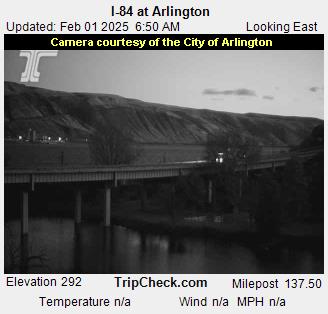 I-84 at Arlington
Updated: Feb 01 2025 6:50 AM Looking East
Camera courtesy of the City of Arlington
Elevation 292 TripCheck.com Milepost 137.50
Temperature n/a Wind n/a MPH n/a